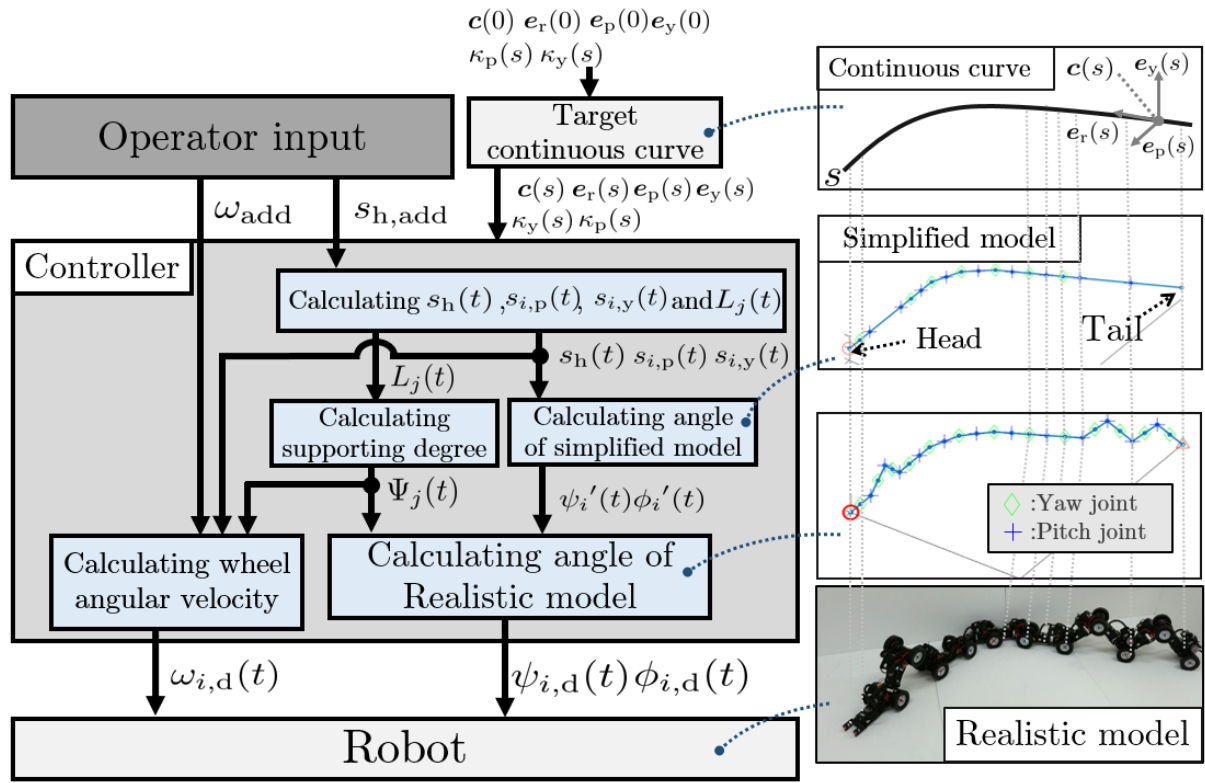 c(0) e_r(0) e_p(0) e_y(0)
κ_p(s) κ_y(s)
Operator input
Target
continuous curve
c(s) e_r(s) e_p(s) e_y(s)
κ_y(s) κ_p(s)
ω_add
s_h,add
Controller
Calculating s_h(t) ,s_i,p(t), s_i,y(t) and L_j(t)
s_h(t) s_i,p(t) s_i,y(t)
L_j(t)
Calculating
supporting degree
Calculating angle
of simplified model
Ψ_j(t)
ψ_i'(t) ϕ_i'(t)
Calculating wheel
angular velocity
Calculating angle of
Realistic model
ω_i,d(t)
ψ_i,d(t) ϕ_i,d(t)
Robot
Continuous curve
c(s)
e_y(s)
e_r(s)
e_p(s)
s
Simplified model
Head
Tail
:Yaw joint
:Pitch joint
Realistic model